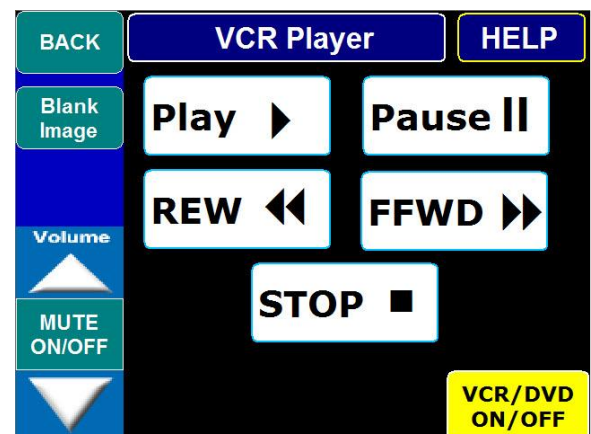 BACK
VCR Player
HELP
Blank
Image
Play
Pause
REW
FFWD
Volume
STOP
MUTE
ON/OFF
VCR/DVD
ON/OFF